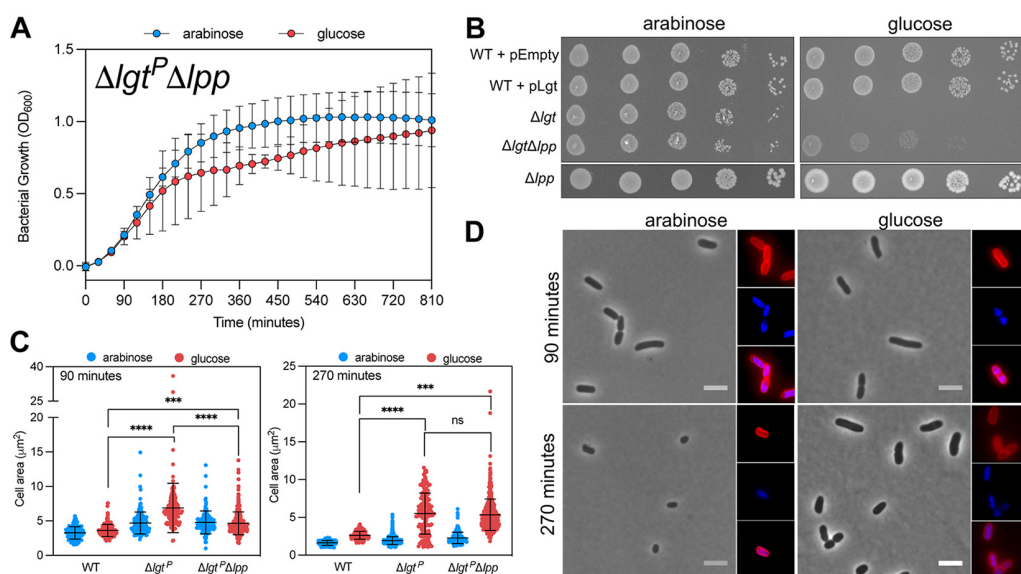 A
arabinose glucose
ΔlgtᴾΔlpp
Bacterial Growth (OD₆₀₀)
1.5
1.0
0.5
0.0
0 90 180 270 360 450 540 630 720 810
Time (minutes)
B
arabinose glucose
WT + pEmpty
WT + pLgt
Δlgt
ΔlgtΔlpp
Δlpp
C
arabinose glucose
90 minutes
Cell area (μm²)
40
25
20
15
10
5
0
***
**** ****
WT Δlgtᴾ ΔlgtᴾΔlpp
arabinose glucose
270 minutes
Cell area (μm²)
25
20
15
10
5
0
***
**** ns
WT Δlgtᴾ ΔlgtᴾΔlpp
D
arabinose glucose
90 minutes
270 minutes